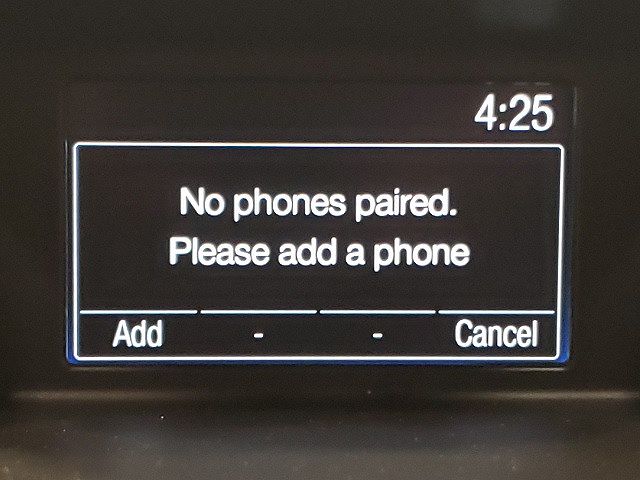 4:25
No phones paired.
Please add a phone
Add - - Cancel